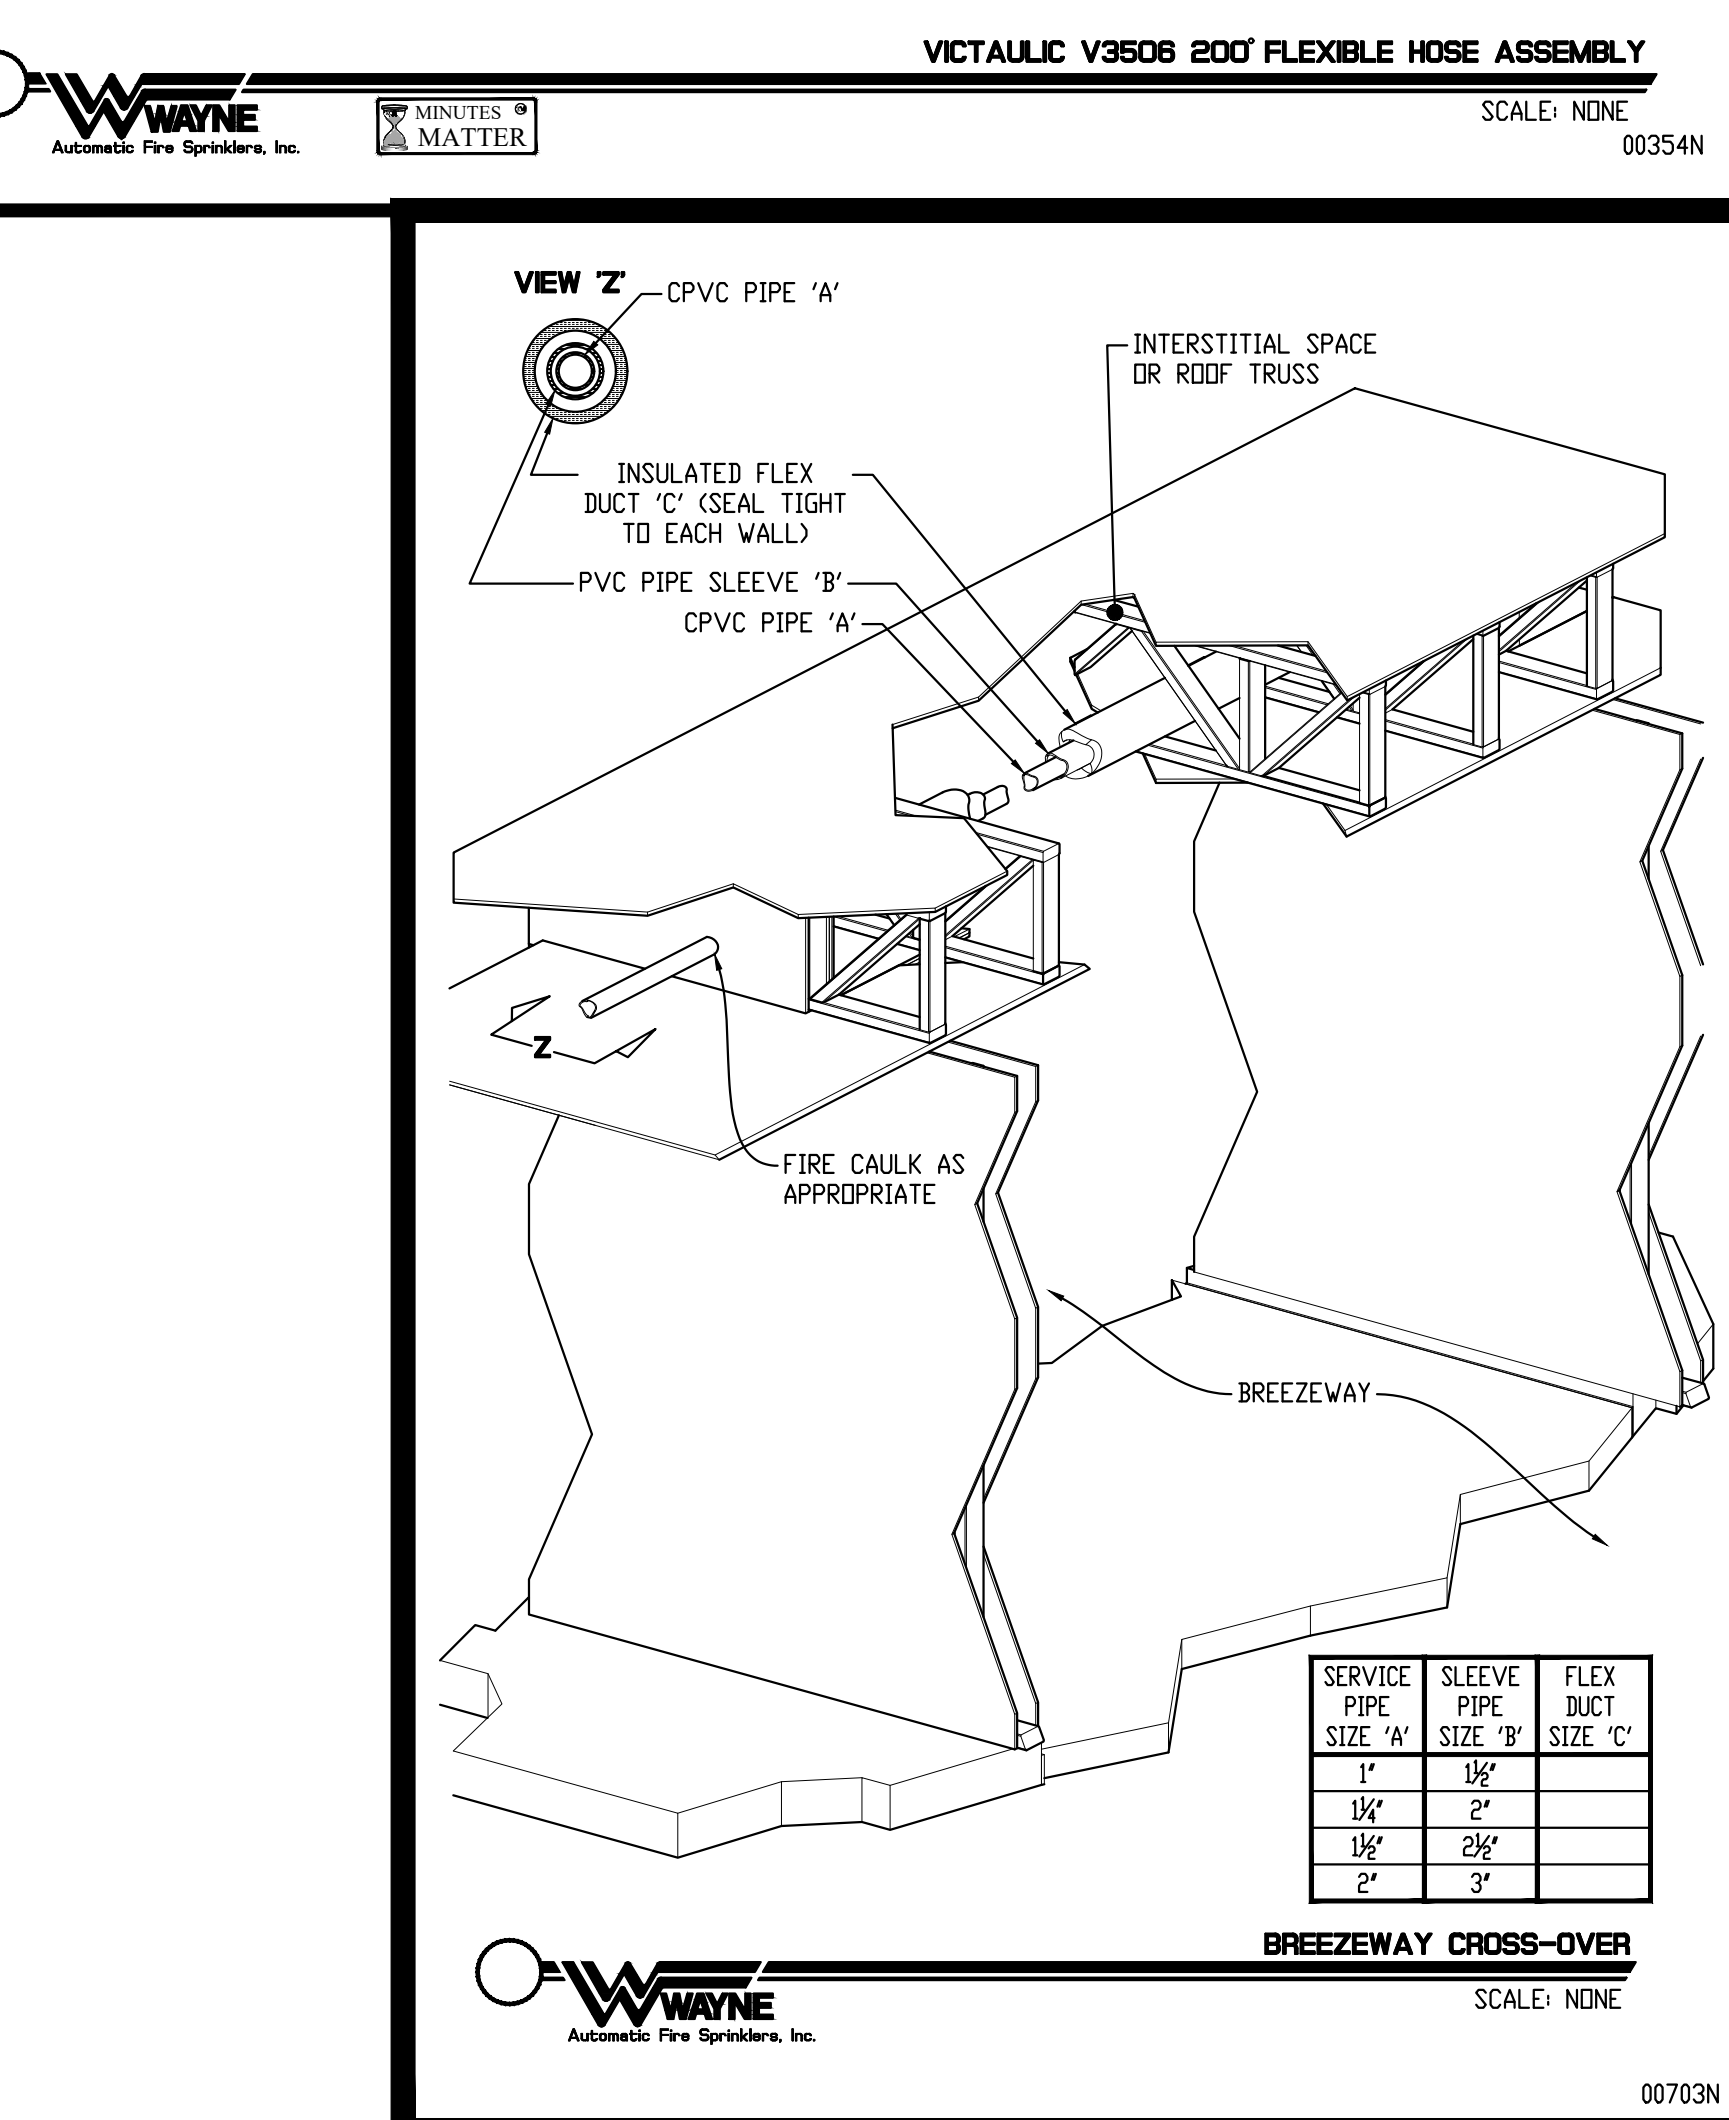 VICTAULIC V3506 200° FLEXIBLE HOSE ASSEMBLY
WAYNE
Automatic Fire Sprinklers, Inc.
MINUTES
MATTER
SCALE: NONE
00354N
VIEW 'Z'
CPVC PIPE 'A'
INTERSTITIAL SPACE
OR ROOF TRUSS
INSULATED FLEX
DUCT 'C' (SEAL TIGHT
TO EACH WALL)
PVC PIPE SLEEVE 'B'
CPVC PIPE 'A'
Z
FIRE CAULK AS
APPROPRIATE
BREEZEWAY
SERVICE PIPE SIZE 'A' SLEEVE PIPE SIZE 'B' FLEX DUCT SIZE 'C'
1" 1½"
1¼" 2"
1½" 2½"
2" 3"
BREEZEWAY CROSS-OVER
WAYNE
Automatic Fire Sprinklers, Inc.
SCALE: NONE
00703N